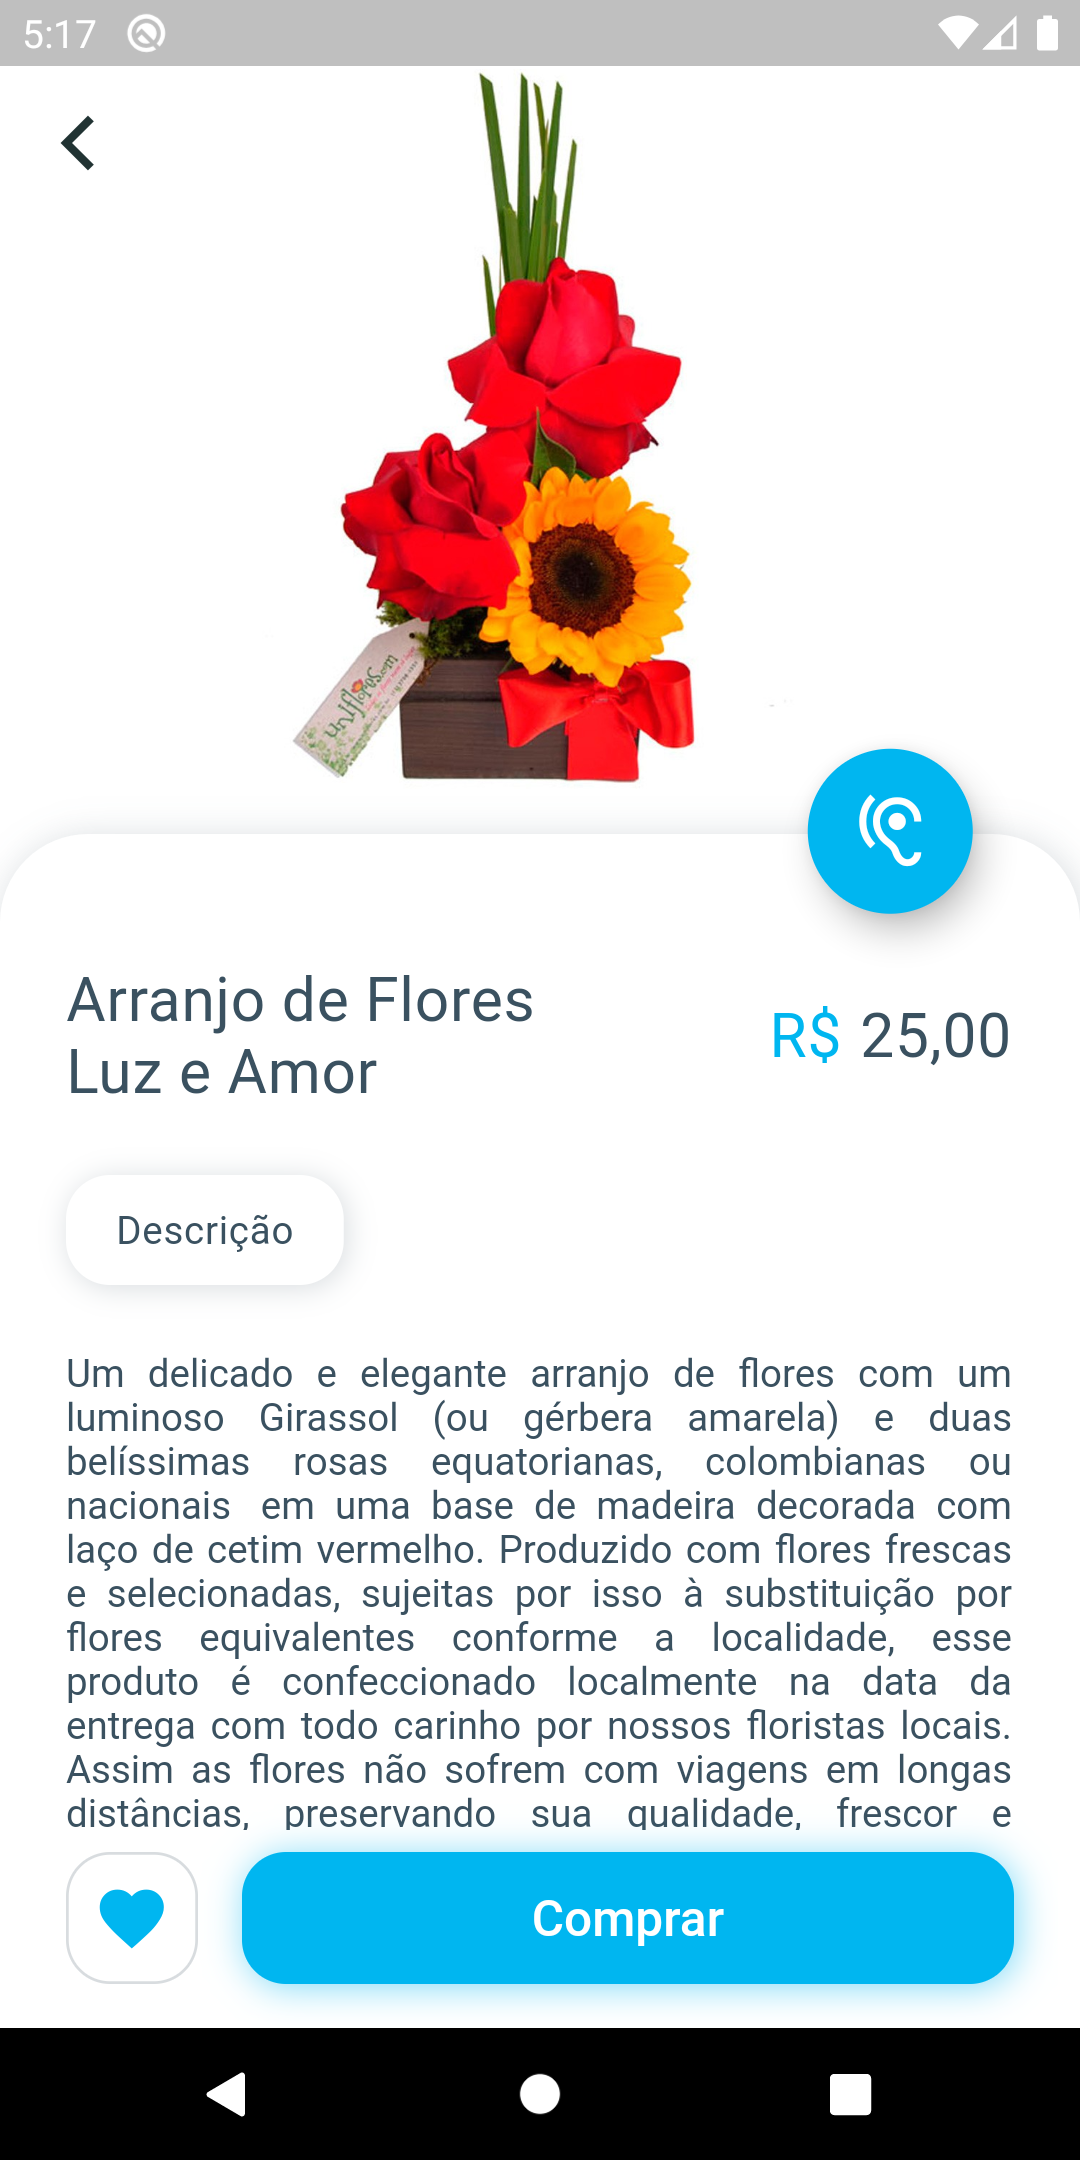 5:17
uniflores.com
Arranjo de Flores
Luz e Amor
R$ 25,00
Descrição
Um delicado e elegante arranjo de flores com um
luminoso Girassol (ou gérbera amarela) e duas
belíssimas rosas equatorianas, colombianas ou
nacionais em uma base de madeira decorada com
laço de cetim vermelho. Produzido com flores frescas
e selecionadas, sujeitas por isso à substituição por
flores equivalentes conforme a localidade, esse
produto é confeccionado localmente na data da
entrega com todo carinho por nossos floristas locais.
Assim as flores não sofrem com viagens em longas
distâncias, preservando sua qualidade, frescor e
Comprar